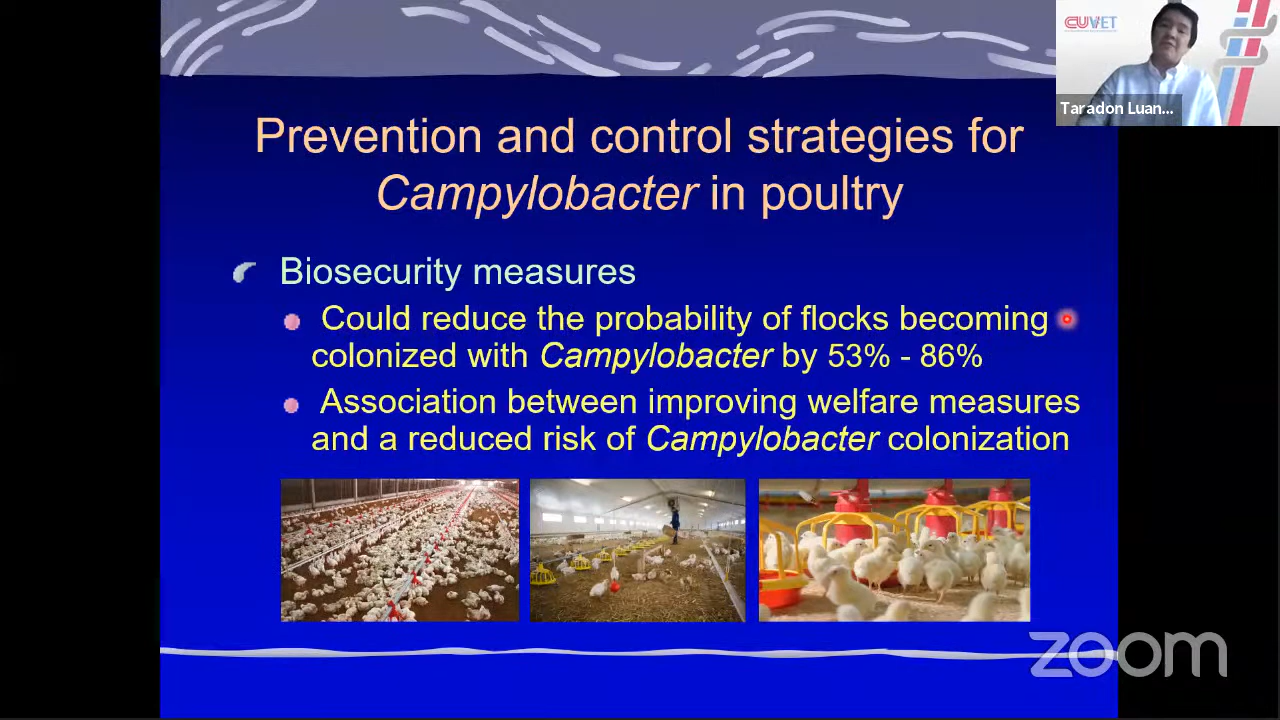 CUVET
Taradon Luan...
Prevention and control strategies for
Campylobacter in poultry
Biosecurity measures
Could reduce the probability of flocks becoming
colonized with Campylobacter by 53% - 86%
Association between improving welfare measures
and a reduced risk of Campylobacter colonization
zoom